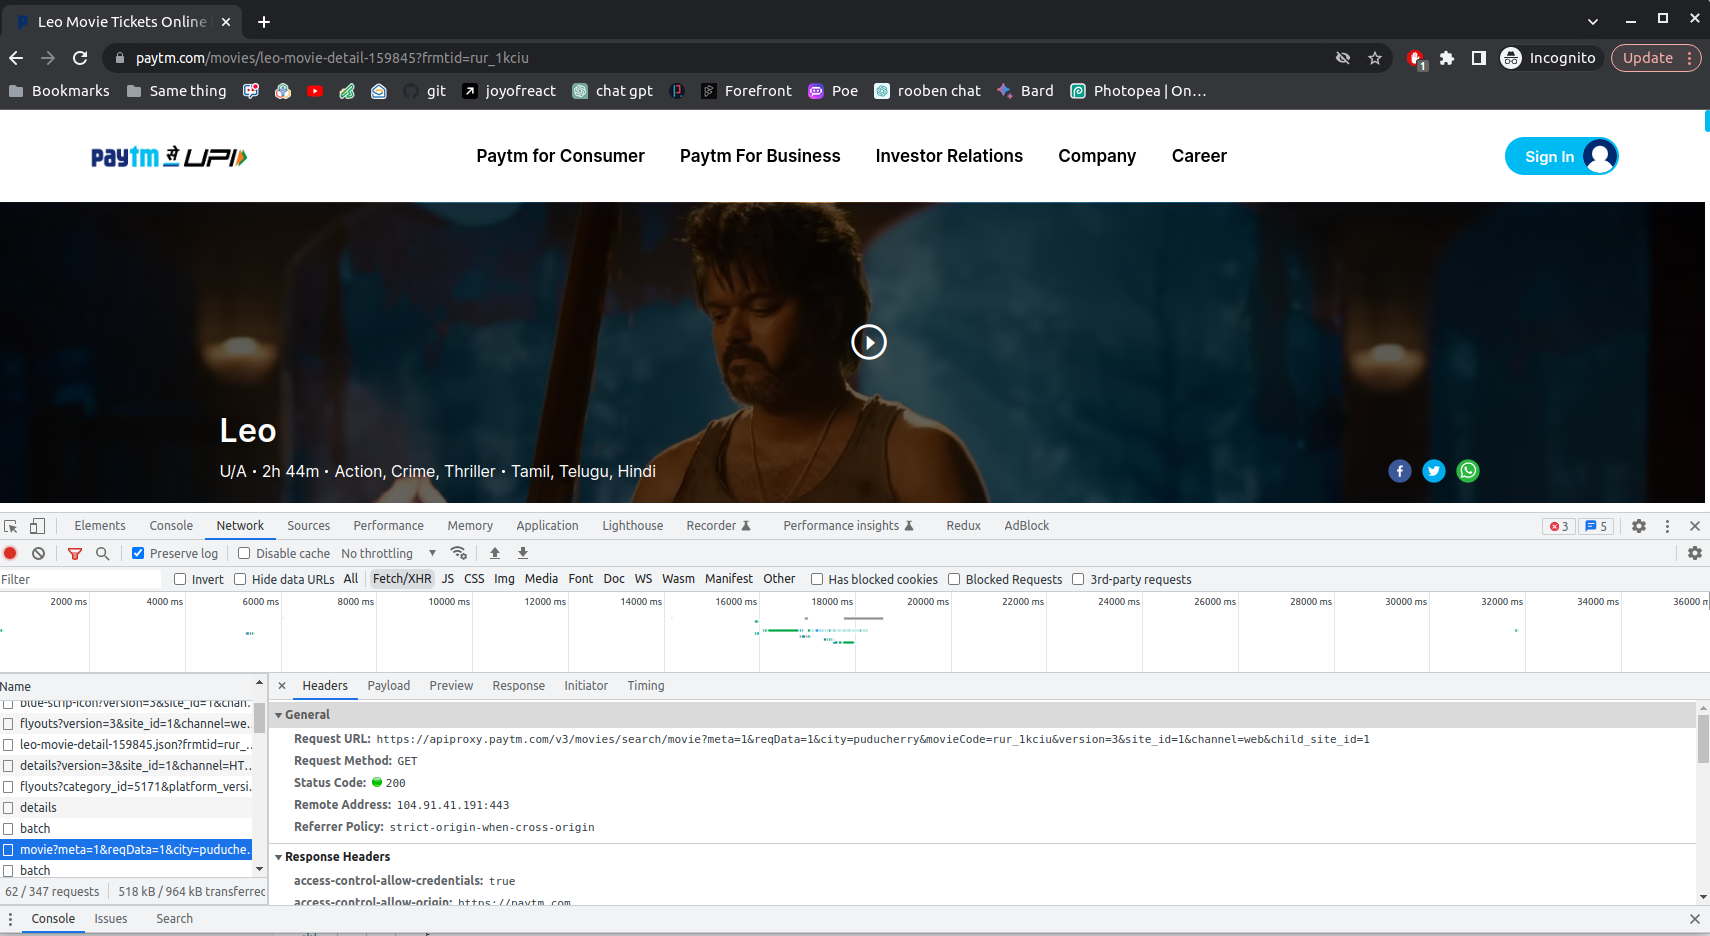 Leo Movie Tickets Online
paytm.com/movies/leo-movie-detail-159845?frmtid=rur_1kciu
1
Incognito
Update
Bookmarks Same thing git joyofreact chat gpt Forefront Poe rooben chat Bard Photopea | On...
paytm से UPI
Paytm for Consumer Paytm For Business Investor Relations Company Career
Sign In
Leo
U/A • 2h 44m • Action, Crime, Thriller • Tamil, Telugu, Hindi
Elements Console Network Sources Performance Memory Application Lighthouse Recorder Performance insights Redux AdBlock 3 5
Preserve log Disable cache No throttling
Filter Invert Hide data URLs All Fetch/XHR JS CSS Img Media Font Doc WS Wasm Manifest Other Has blocked cookies Blocked Requests 3rd-party requests
2000 ms 4000 ms 6000 ms 8000 ms 10000 ms 12000 ms 14000 ms 16000 ms 18000 ms 20000 ms 22000 ms 24000 ms 26000 ms 28000 ms 30000 ms 32000 ms 34000 ms 36000 m
Name
blue-strip-icon?version=3&site_id=1&chan...
flyouts?version=3&site_id=1&channel=we...
leo-movie-detail-159845.json?frmtid=rur_...
details?version=3&site_id=1&channel=HT...
flyouts?category_id=5171&platform_versi...
details
batch
movie?meta=1&reqData=1&city=puduche...
batch
62 / 347 requests 518 kB / 964 kB transferred
Headers Payload Preview Response Initiator Timing
General
Request URL: https://apiproxy.paytm.com/v3/movies/search/movie?meta=1&reqData=1&city=puducherry&movieCode=rur_1kciu&version=3&site_id=1&channel=web&child_site_id=1
Request Method: GET
Status Code: 200
Remote Address: 104.91.41.191:443
Referrer Policy: strict-origin-when-cross-origin
Response Headers
access-control-allow-credentials: true
access-control-allow-origin: https://paytm.com
Console Issues Search